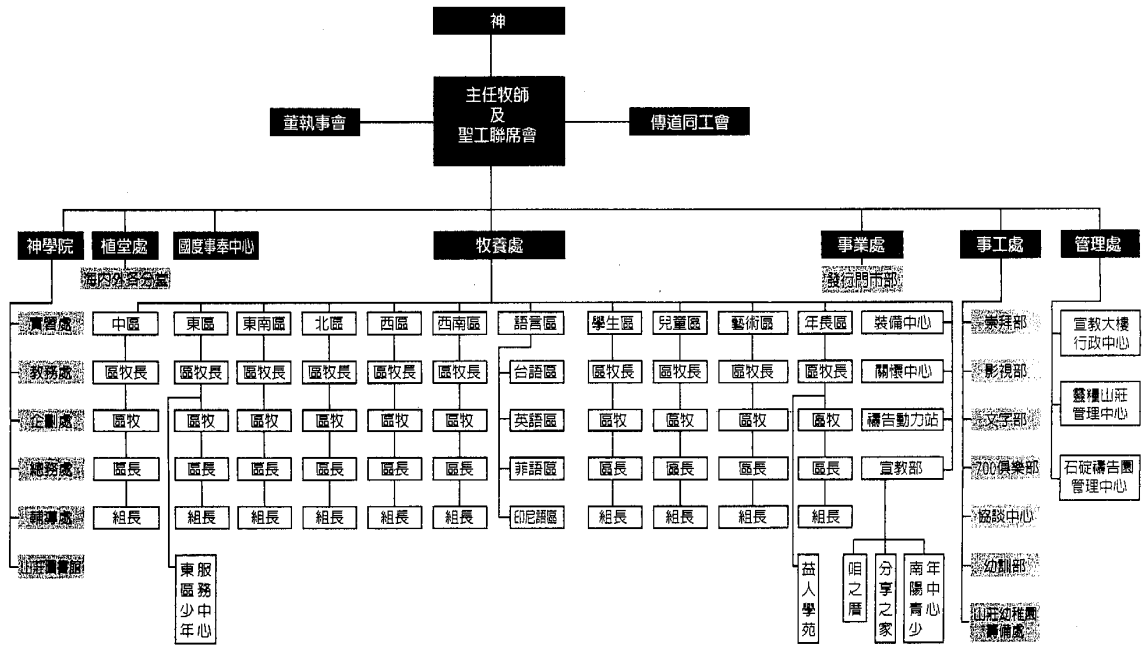 神
主任牧師
及
聖工聯席會
董執事會
傳道同工會
神學院
植堂處
國度事奉中心
牧養處
事業處
事工處
管理處
海內外各分堂
發行門市部
實習處
中區
東區
東南區
北區
西區
西南區
語言區
學生區
兒童區
藝術區
年長區
裝備中心
崇拜部
宣教大樓
行政中心
教務處
區牧長
區牧長
區牧長
區牧長
區牧長
區牧長
台語區
區牧長
區牧長
區牧長
區牧長
關懷中心
影視部
企劃處
區牧
區牧
區牧
區牧
區牧
區牧
英語區
區牧
區牧
區牧
區牧
禱告動力站
文字部
靈糧山莊
管理中心
總務處
區長
區長
區長
區長
區長
區長
菲語區
區長
區長
區長
區長
宣教部
700俱樂部
石碇禱告園
管理中心
輔導處
組長
組長
組長
組長
組長
組長
印尼語區
組長
組長
組長
組長
協談中心
山莊圖書館
東區少年
服務中心
益人學苑
咱之厝
分享之家
南陽青少
年中心
幼訓部
山莊幼稚園
籌備處